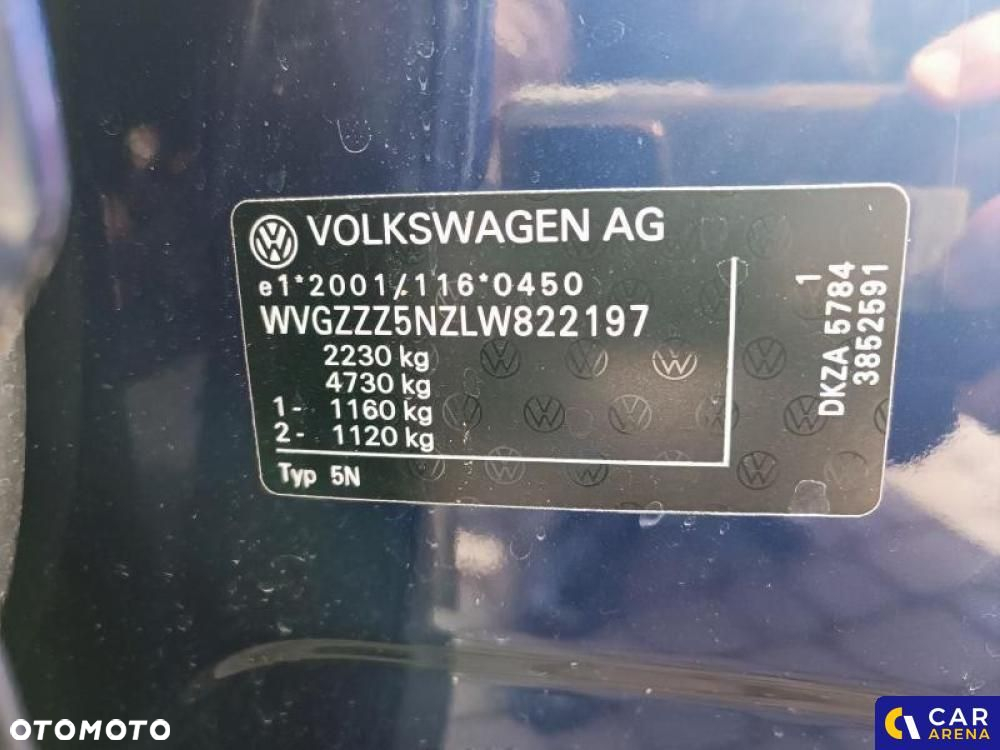 VOLKSWAGEN AG
e1*2001/116*0450
WVGZZZ5NZLW822197
2230 kg
4730 kg
1- 1160 kg
2- 1120 kg
Typ 5N
1
DKZA 5784
3852591
OTOMOTO
CAR
ARENA